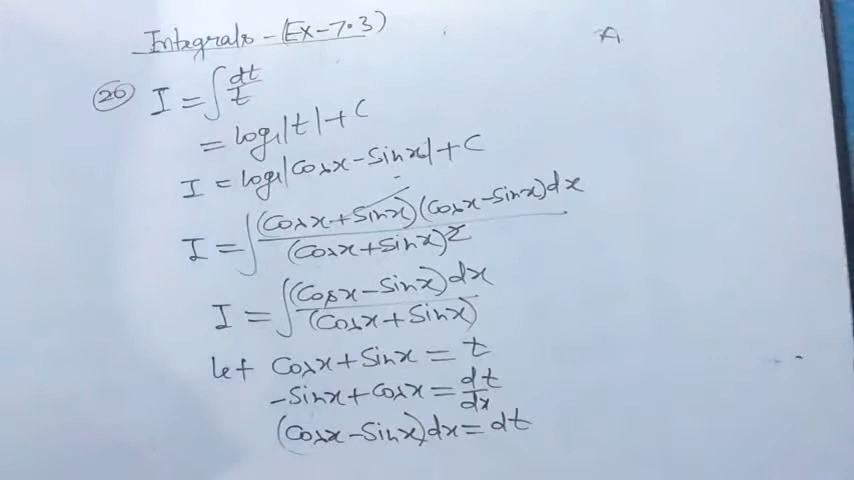 Integrals - (Ex-7.3)
20 I = ∫ dt/t
= log|t| + C
I = log|Cosx - Sinx| + C
I = ∫ (Cosx + Sinx)(Cosx - Sinx)dx / (Cosx + Sinx)²
I = ∫ (Cosx - Sinx)dx / (Cosx + Sinx)
let Cosx + Sinx = t
-Sinx + Cosx = dt/dx
(Cosx - Sinx)dx = dt